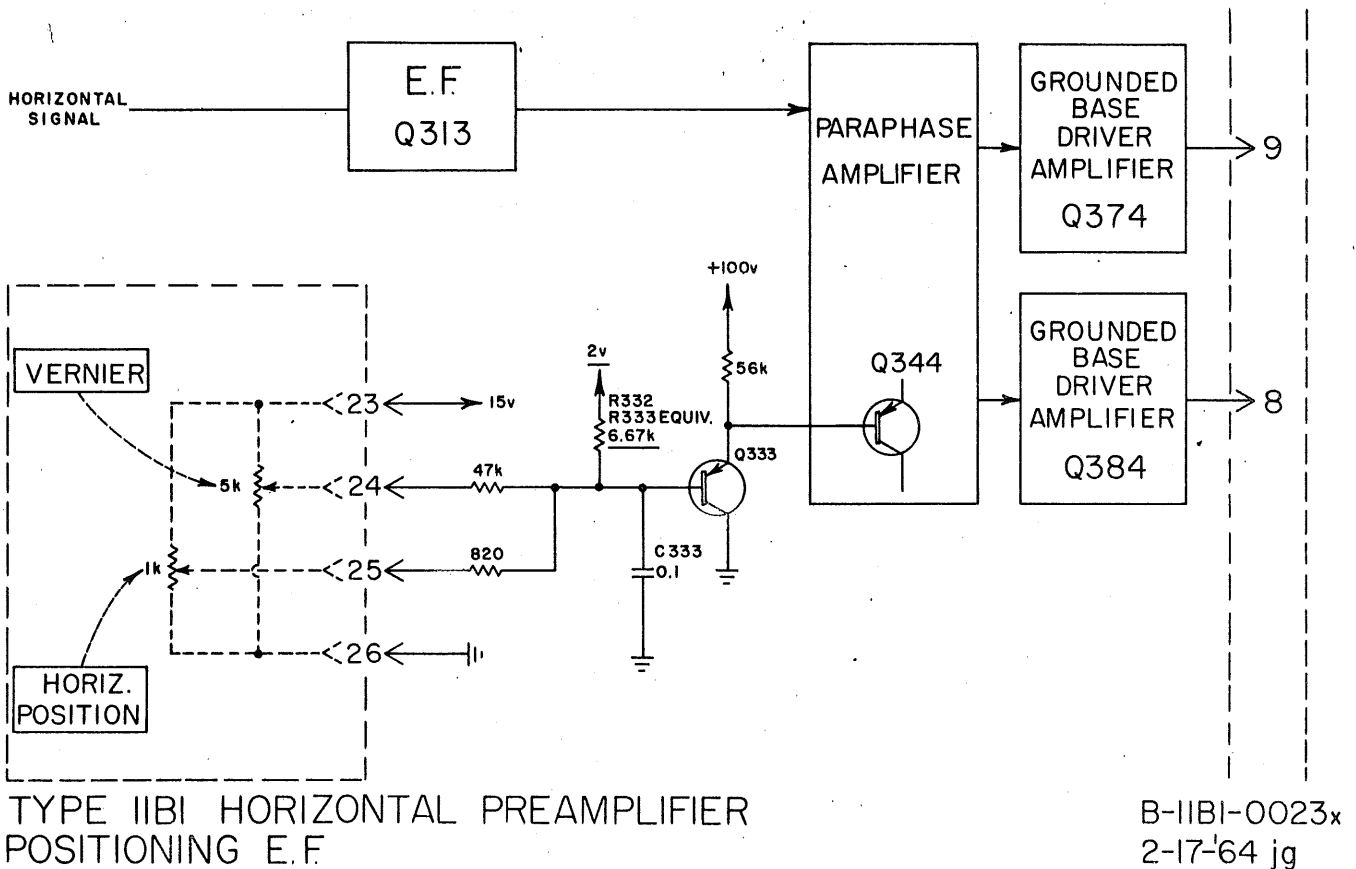 HORIZONTAL
SIGNAL
E.F.
Q313
PARAPHASE
AMPLIFIER
GROUNDED
BASE
DRIVER
AMPLIFIER
Q374
9
+100v
56k
Q344
GROUNDED
BASE
DRIVER
AMPLIFIER
Q384
8
VERNIER
23
15v
2v
R332
R333 EQUIV.
6.67k
Q333
5k
24
47k
1k
25
820
C333
0.1
26
HORIZ.
POSITION
TYPE 11B1 HORIZONTAL PREAMPLIFIER
POSITIONING E.F.
B-11B1-0023x
2-17-'64 jg